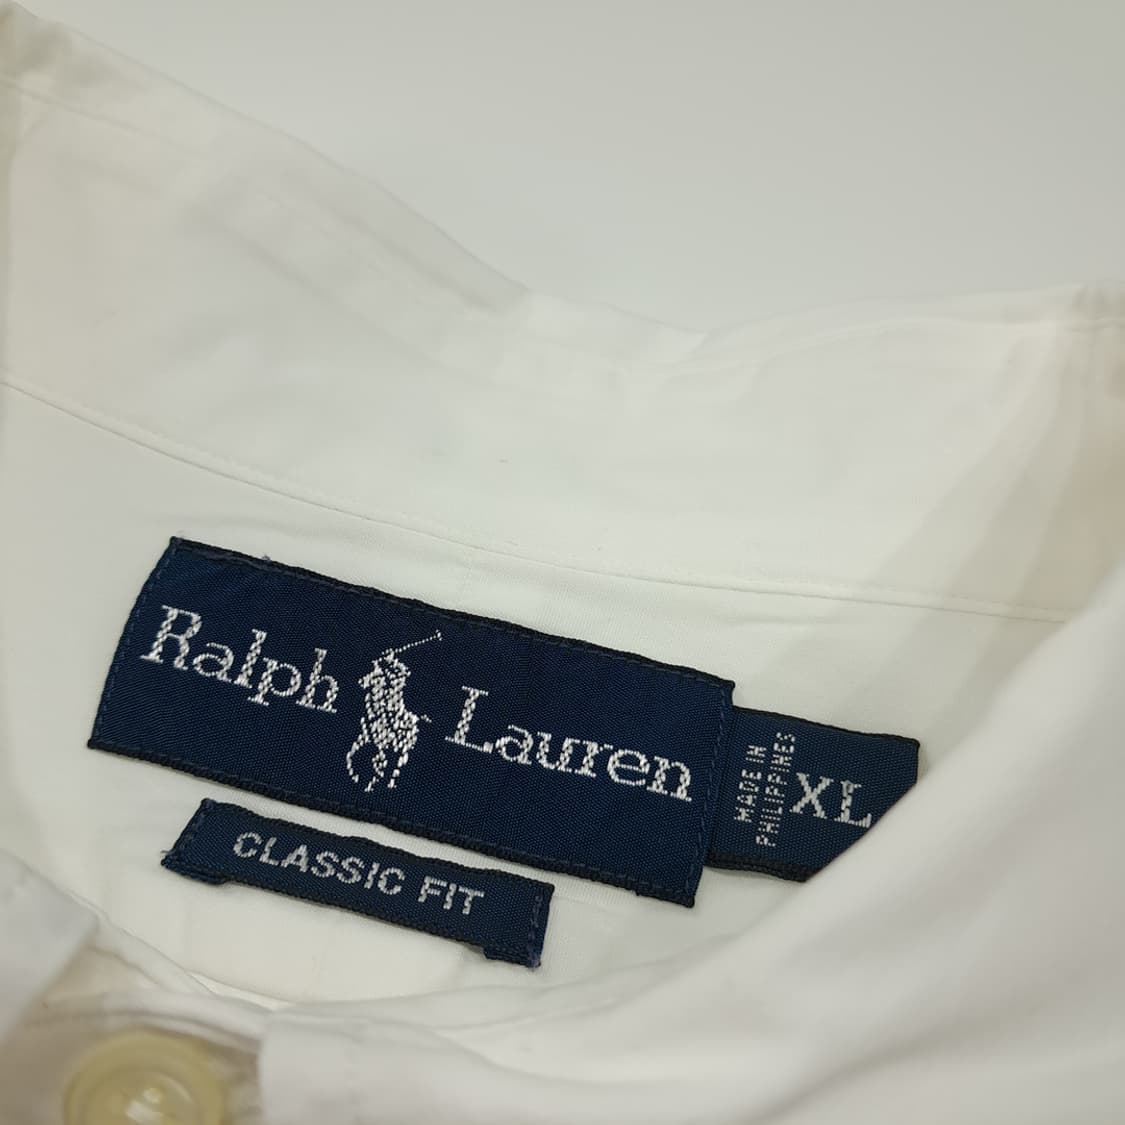 Ralph Lauren
MADE IN
PHILIPPINES
XL
CLASSIC FIT